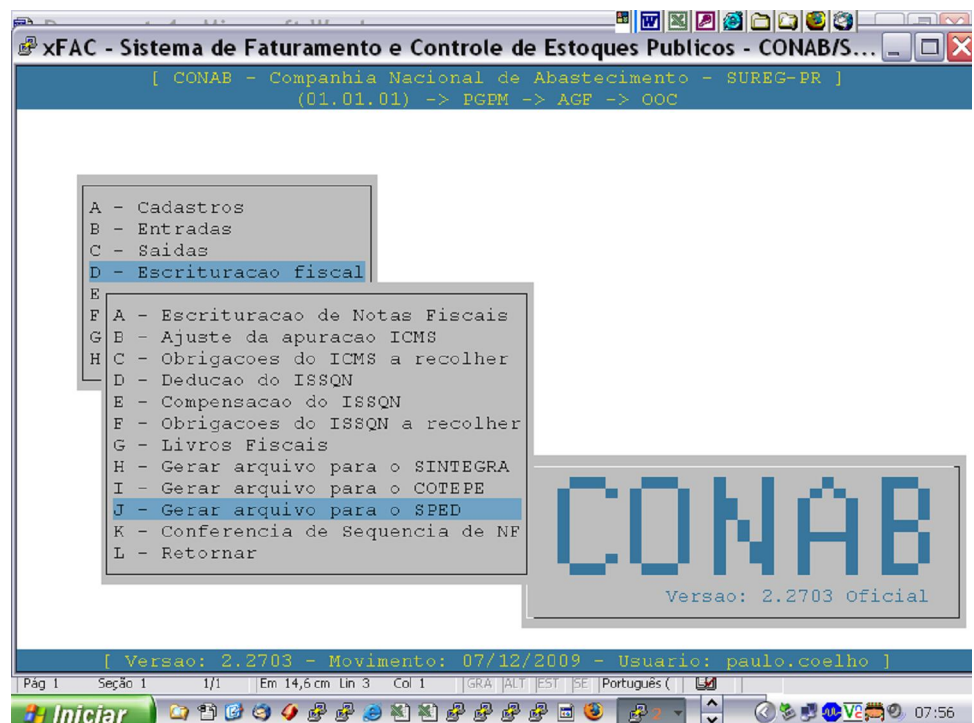 xFAC - Sistema de Faturamento e Controle de Estoques Publicos - CONAB/S...
[ CONAB - Companhia Nacional de Abastecimento - SUREG-PR ]
(01.01.01) -> PGPM -> AGF -> OOC
A - Cadastros
B - Entradas
C - Saidas
D - Escrituracao fiscal
E
F
G
H
A - Escrituracao de Notas Fiscais
B - Ajuste da apuracao ICMS
C - Obrigacoes do ICMS a recolher
D - Deducao do ISSQN
E - Compensacao do ISSQN
F - Obrigacoes do ISSQN a recolher
G - Livros Fiscais
H - Gerar arquivo para o SINTEGRA
I - Gerar arquivo para o COTEPE
J - Gerar arquivo para o SPED
K - Conferencia de Sequencia de NF
L - Retornar
CONAB
Versao: 2.2703 Oficial
[ Versao: 2.2703 - Movimento: 07/12/2009 - Usuario: paulo.coelho ]
Pág 1 Seção 1 1/1 Em 14,6 cm Lin 3 Col 1 GRA ALT EST SE Português (
Iniciar 2 07:56